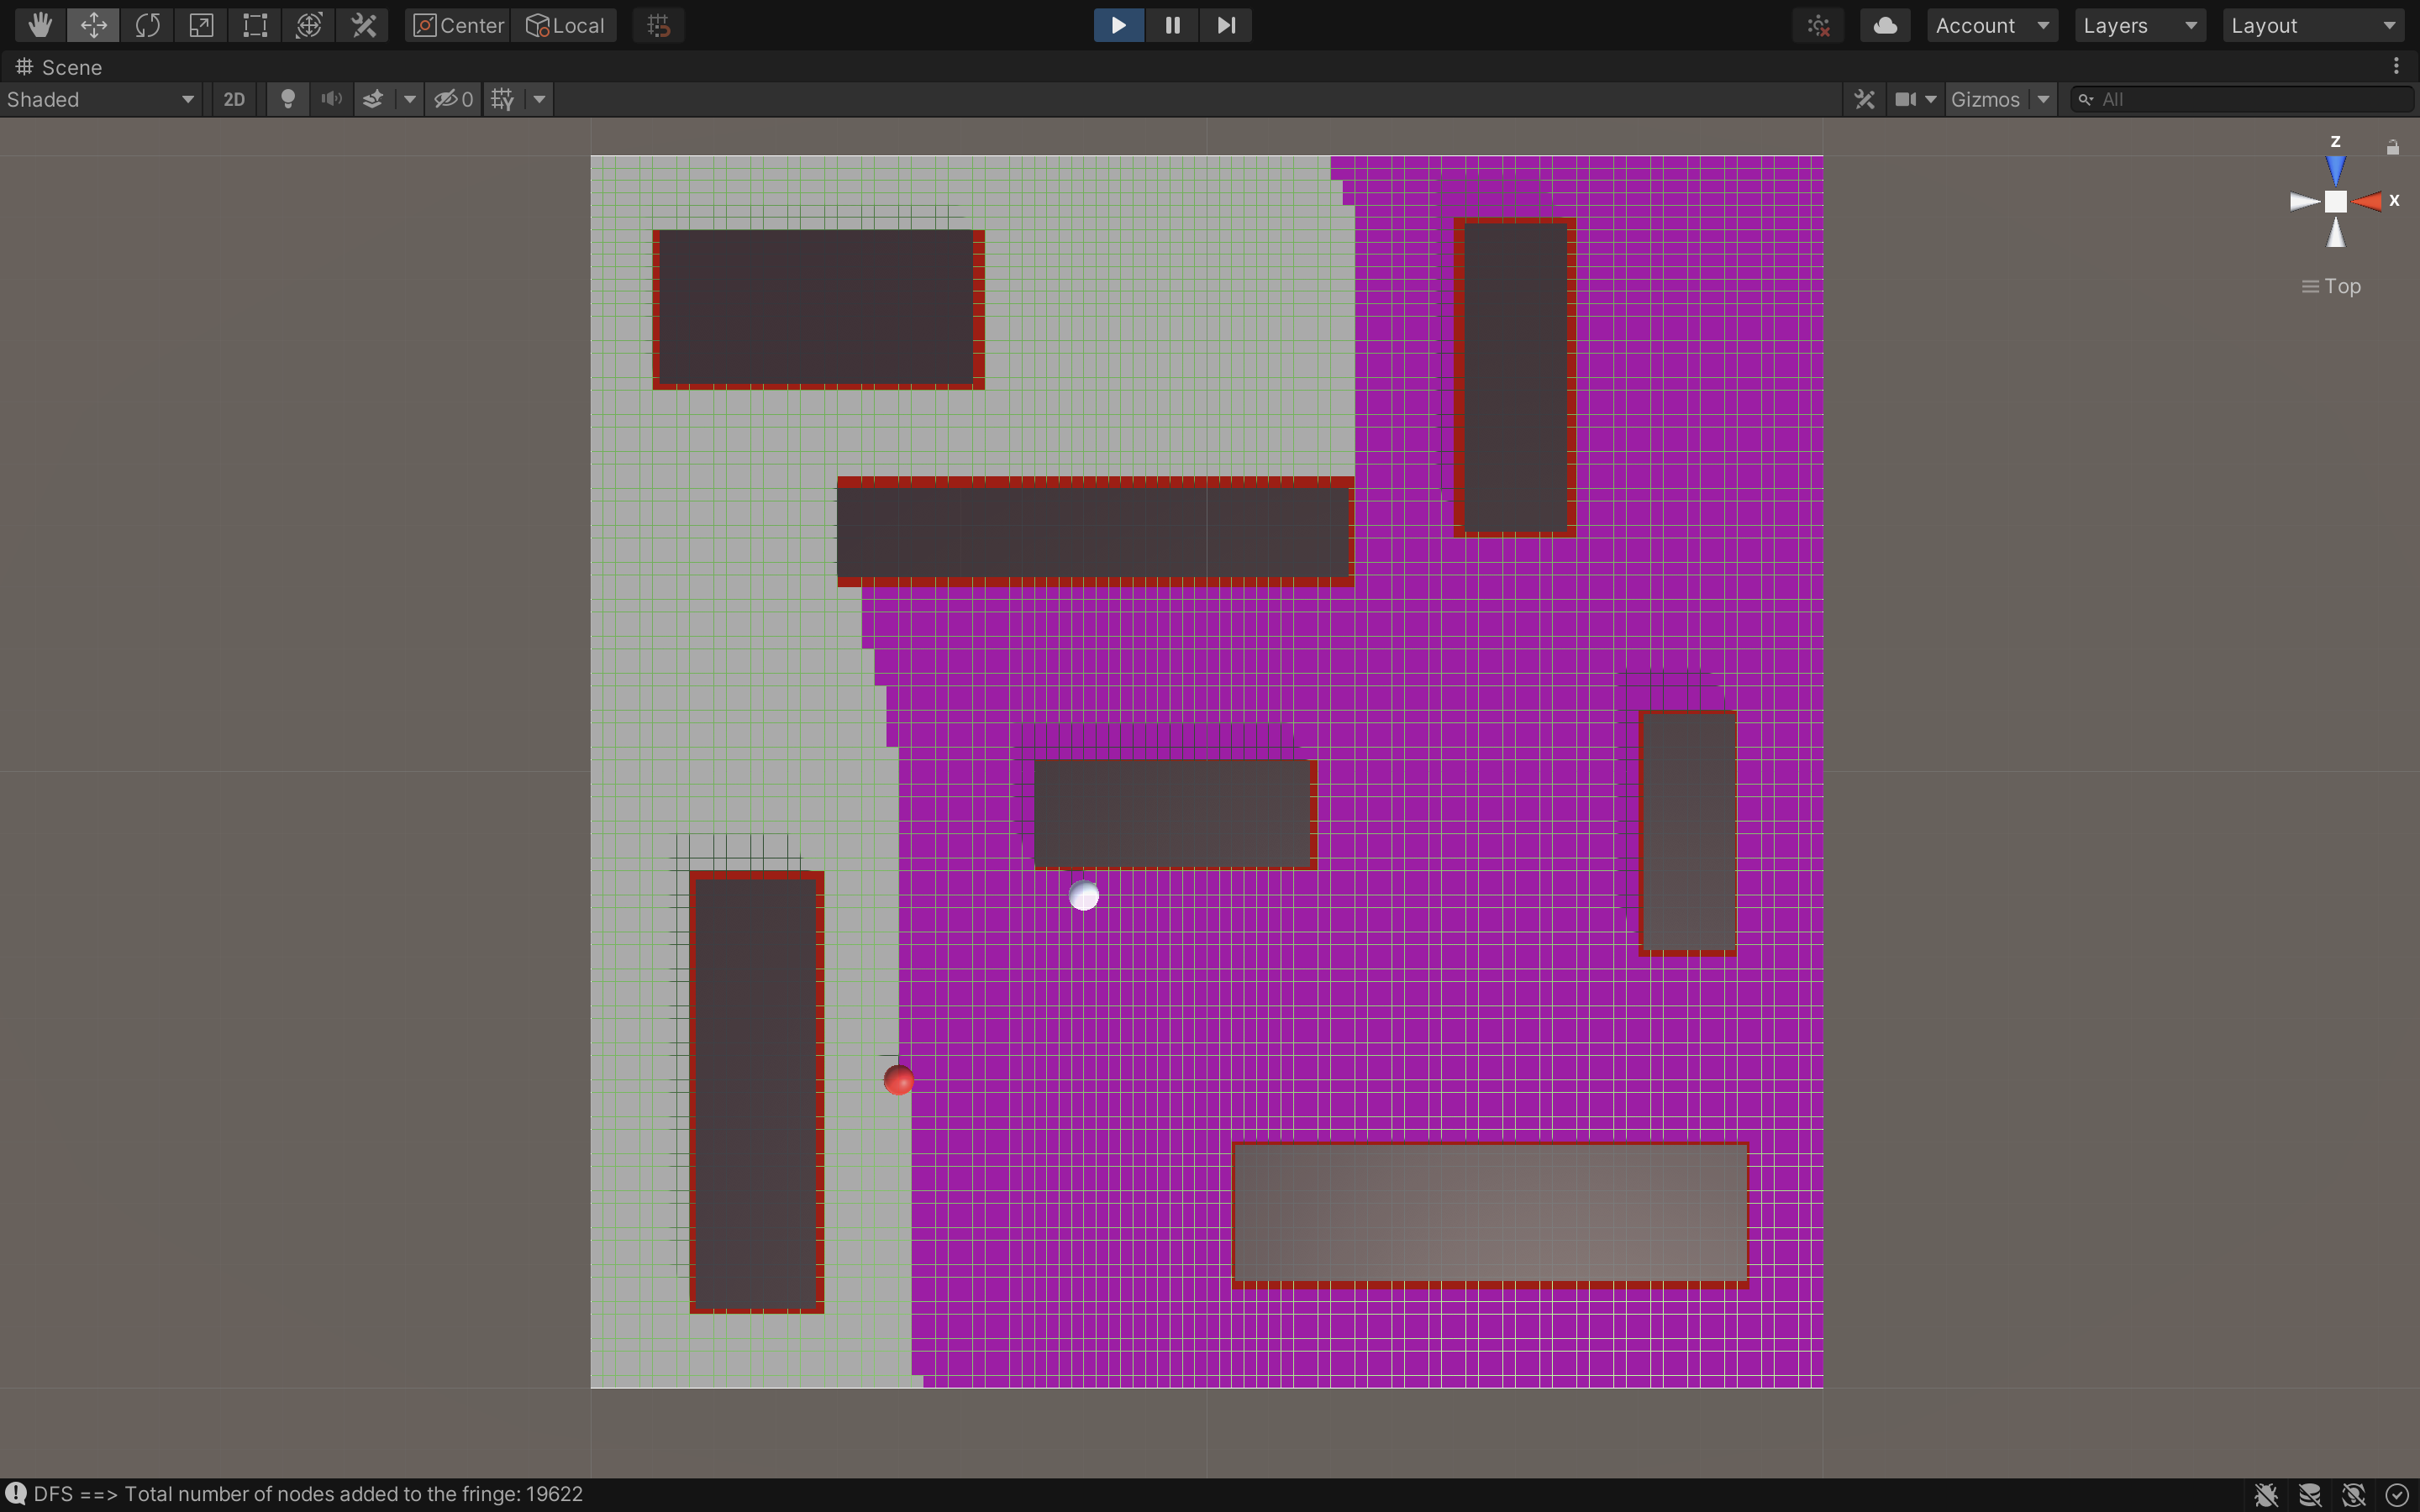 Center Local Account Layers Layout
Scene
Shaded 2D 0 Gizmos All
Z
X
Top
DFS ==> Total number of nodes added to the fringe: 19622